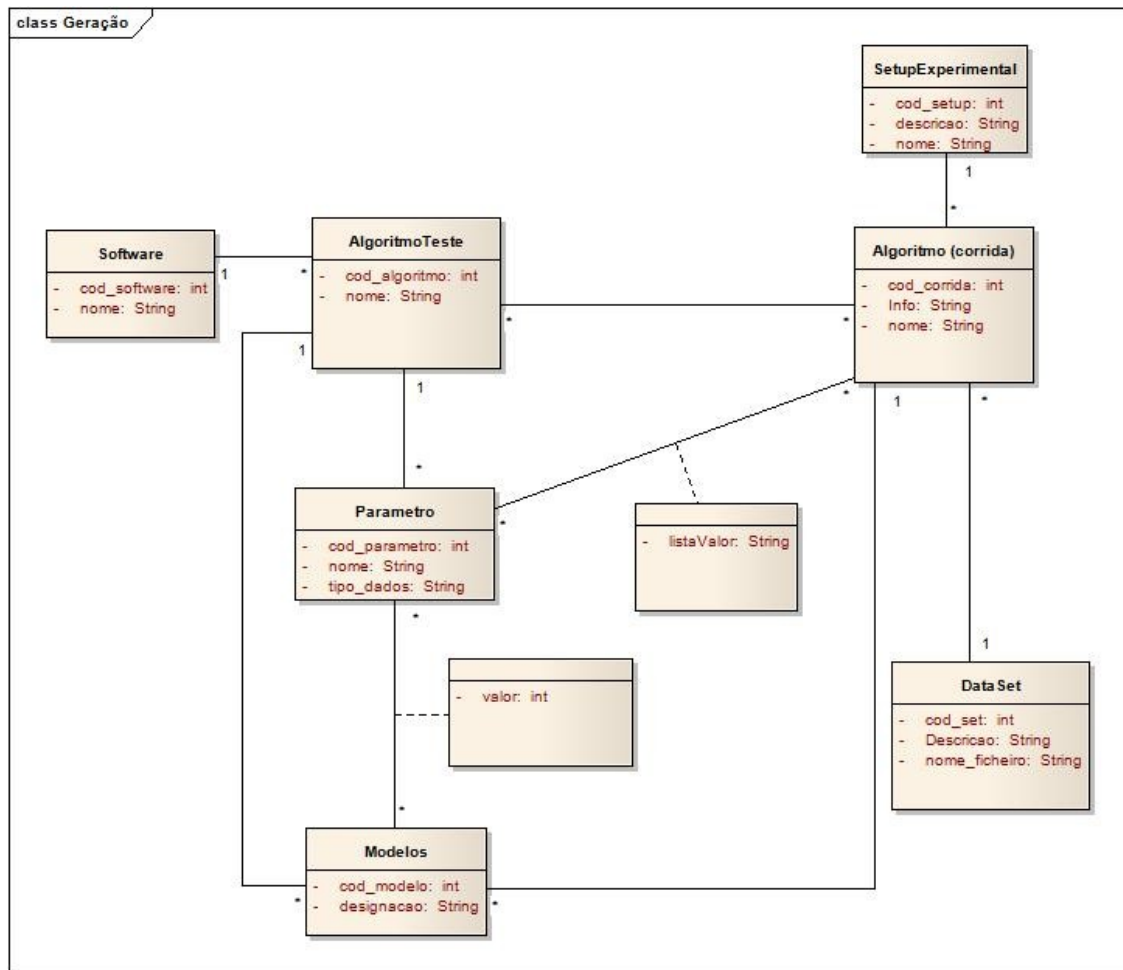 class Geração
SetupExperimental
- cod_setup: int
- descricao: String
- nome: String
1
*
Software
- cod_software: int
- nome: String
1
*
AlgoritmoTeste
- cod_algoritmo: int
- nome: String
1
1
*
*
Algoritmo (corrida)
- cod_corrida: int
- Info: String
- nome: String
*
1
*
*
Parametro
- cod_parametro: int
- nome: String
- tipo_dados: String
*
*
- listaValor: String
- valor: int
1
DataSet
- cod_set: int
- Descricao: String
- nome_ficheiro: String
*
Modelos
- cod_modelo: int
- designacao: String
*
*